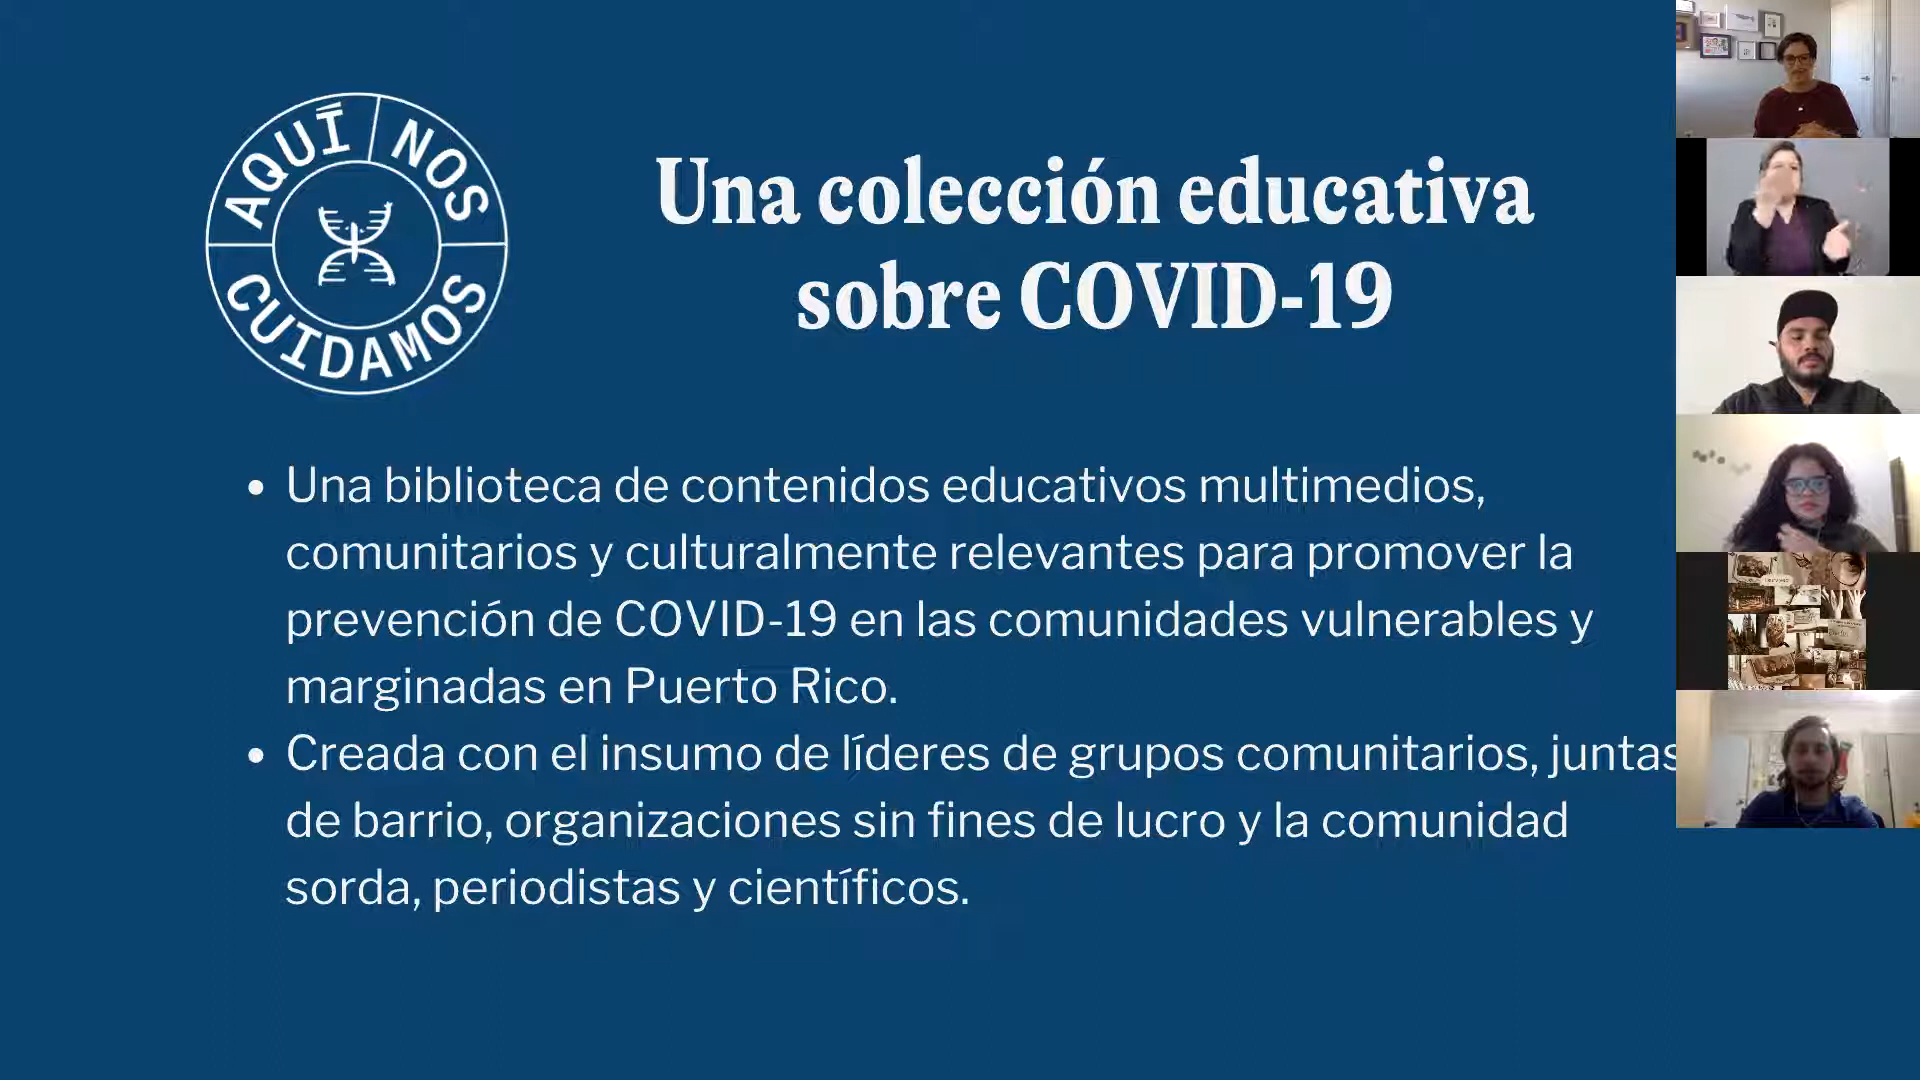 AQUÍ NOS
CUIDAMOS
Una colección educativa
sobre COVID-19
• Una biblioteca de contenidos educativos multimedios,
comunitarios y culturalmente relevantes para promover la
prevención de COVID-19 en las comunidades vulnerables y
marginadas en Puerto Rico.
• Creada con el insumo de líderes de grupos comunitarios, juntas
de barrio, organizaciones sin fines de lucro y la comunidad
sorda, periodistas y científicos.